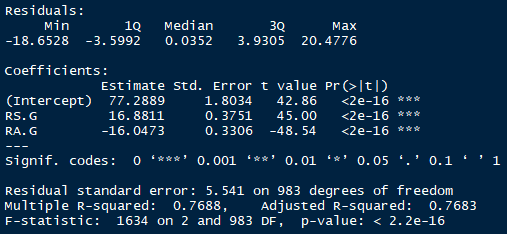 Residuals:
Min 1Q Median 3Q Max
-18.6528 -3.5992 0.0352 3.9305 20.4776
Coefficients:
Estimate Std. Error t value Pr(>|t|)
(Intercept) 77.2889 1.8034 42.86 <2e-16 ***
RS.G 16.8811 0.3751 45.00 <2e-16 ***
RA.G -16.0473 0.3306 -48.54 <2e-16 ***
---
Signif. codes: 0 ‘***’ 0.001 ‘**’ 0.01 ‘*’ 0.05 ‘.’ 0.1 ‘ ’ 1
Residual standard error: 5.541 on 983 degrees of freedom
Multiple R-squared: 0.7688, Adjusted R-squared: 0.7683
F-statistic: 1634 on 2 and 983 DF, p-value: < 2.2e-16